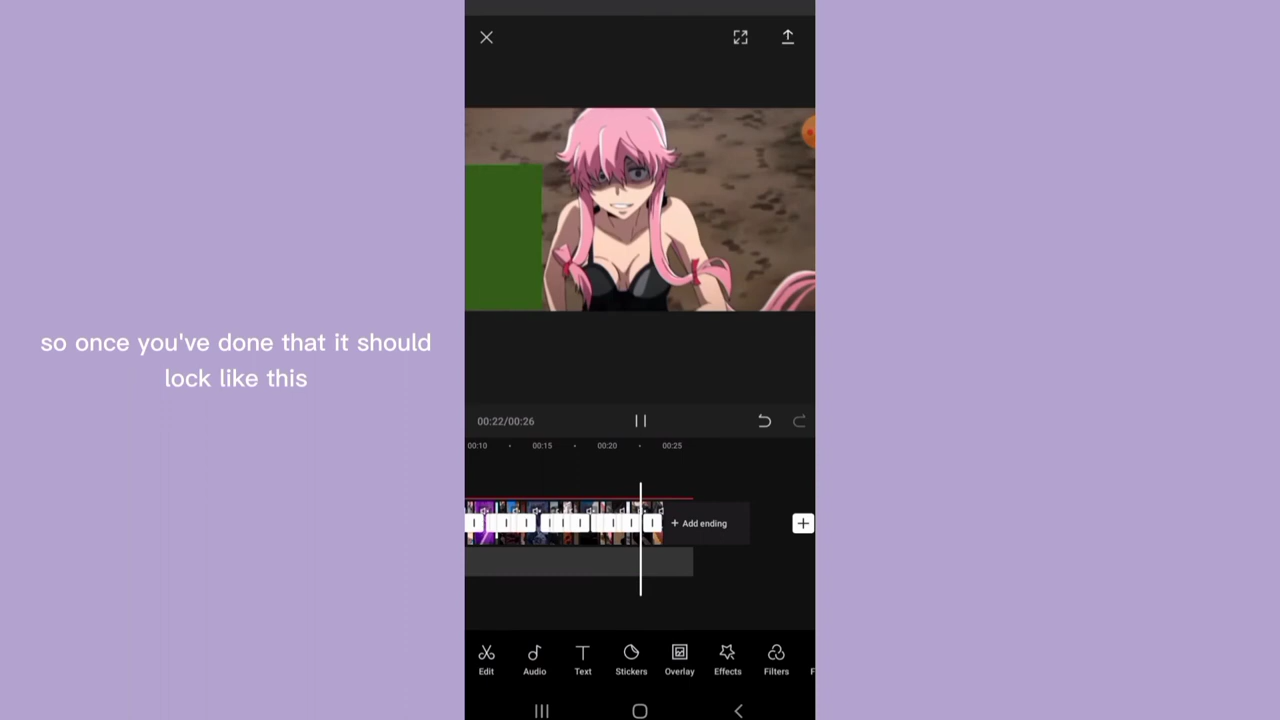 so once you've done that it should
lock like this
00:22/00:26
00:10
00:15
00:20
00:25
+ Add ending
Edit
Audio
Text
Stickers
Overlay
Effects
Filters
F